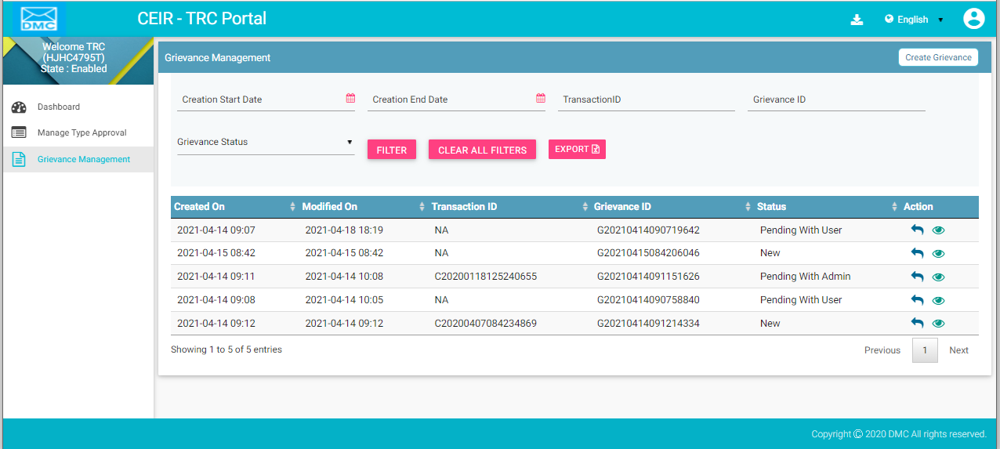 DMC
CEIR - TRC Portal
English
Welcome TRC
(HJHC4795T)
State : Enabled
Dashboard
Manage Type Approval
Grievance Management
Grievance Management
Create Grievance
Creation Start Date
Creation End Date
TransactionID
Grievance ID
Grievance Status
FILTER
CLEAR ALL FILTERS
EXPORT
Created On Modified On Transaction ID Grievance ID Status Action
2021-04-14 09:07 2021-04-18 18:19 NA G20210414090719642 Pending With User
2021-04-15 08:42 2021-04-15 08:42 NA G20210415084206046 New
2021-04-14 09:11 2021-04-14 10:08 C20200118125240655 G20210414091151626 Pending With Admin
2021-04-14 09:08 2021-04-14 10:05 NA G20210414090758840 Pending With User
2021-04-14 09:12 2021-04-14 09:12 C20200407084234869 G20210414091214334 New
Showing 1 to 5 of 5 entries
Previous 1 Next
Copyright © 2020 DMC All rights reserved.